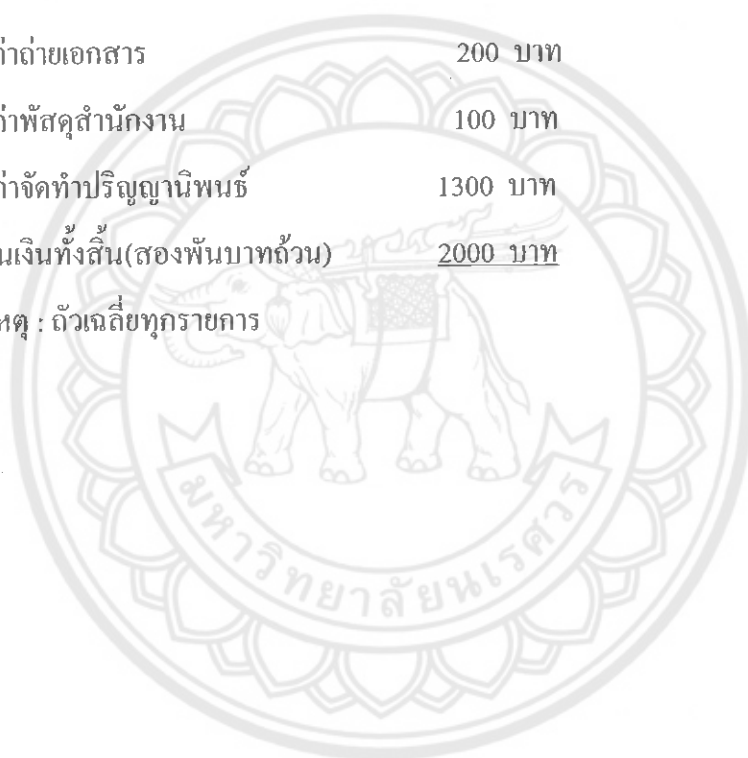 ค่าถ่ายเอกสาร 200 บาท
ค่าพัสดุสำนักงาน 100 บาท
ค่าจัดทำปริญญานิพนธ์ 1300 บาท
นเงินทั้งสิ้น(สองพันบาทถ้วน) 2000 บาท
หตุ : ถัวเฉลี่ยทุกรายการ
มหาวิทยาลัยนเรศวร